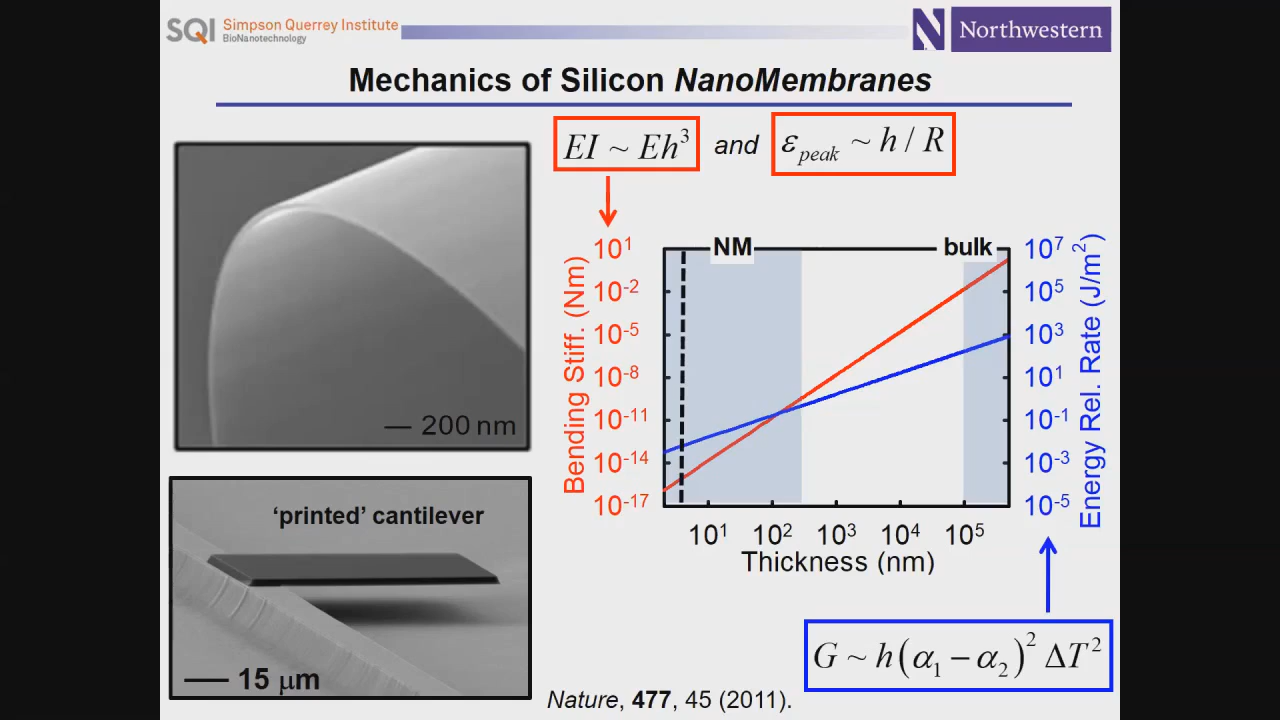 SQI Simpson Querrey Institute
BioNanotechnology
N Northwestern
Mechanics of Silicon NanoMembranes
EI ~ Eh³ and ε_peak ~ h / R
200 nm
'printed' cantilever
15 μm
NM bulk
Bending Stiff. (Nm)
10¹
10⁻²
10⁻⁵
10⁻⁸
10⁻¹¹
10⁻¹⁴
10⁻¹⁷
10⁷
10⁵
10³
10¹
10⁻¹
10⁻³
10⁻⁵
Energy Rel. Rate (J/m²)
10¹ 10² 10³ 10⁴ 10⁵
Thickness (nm)
G ~ h(α₁ − α₂)² ΔT²
Nature, 477, 45 (2011).